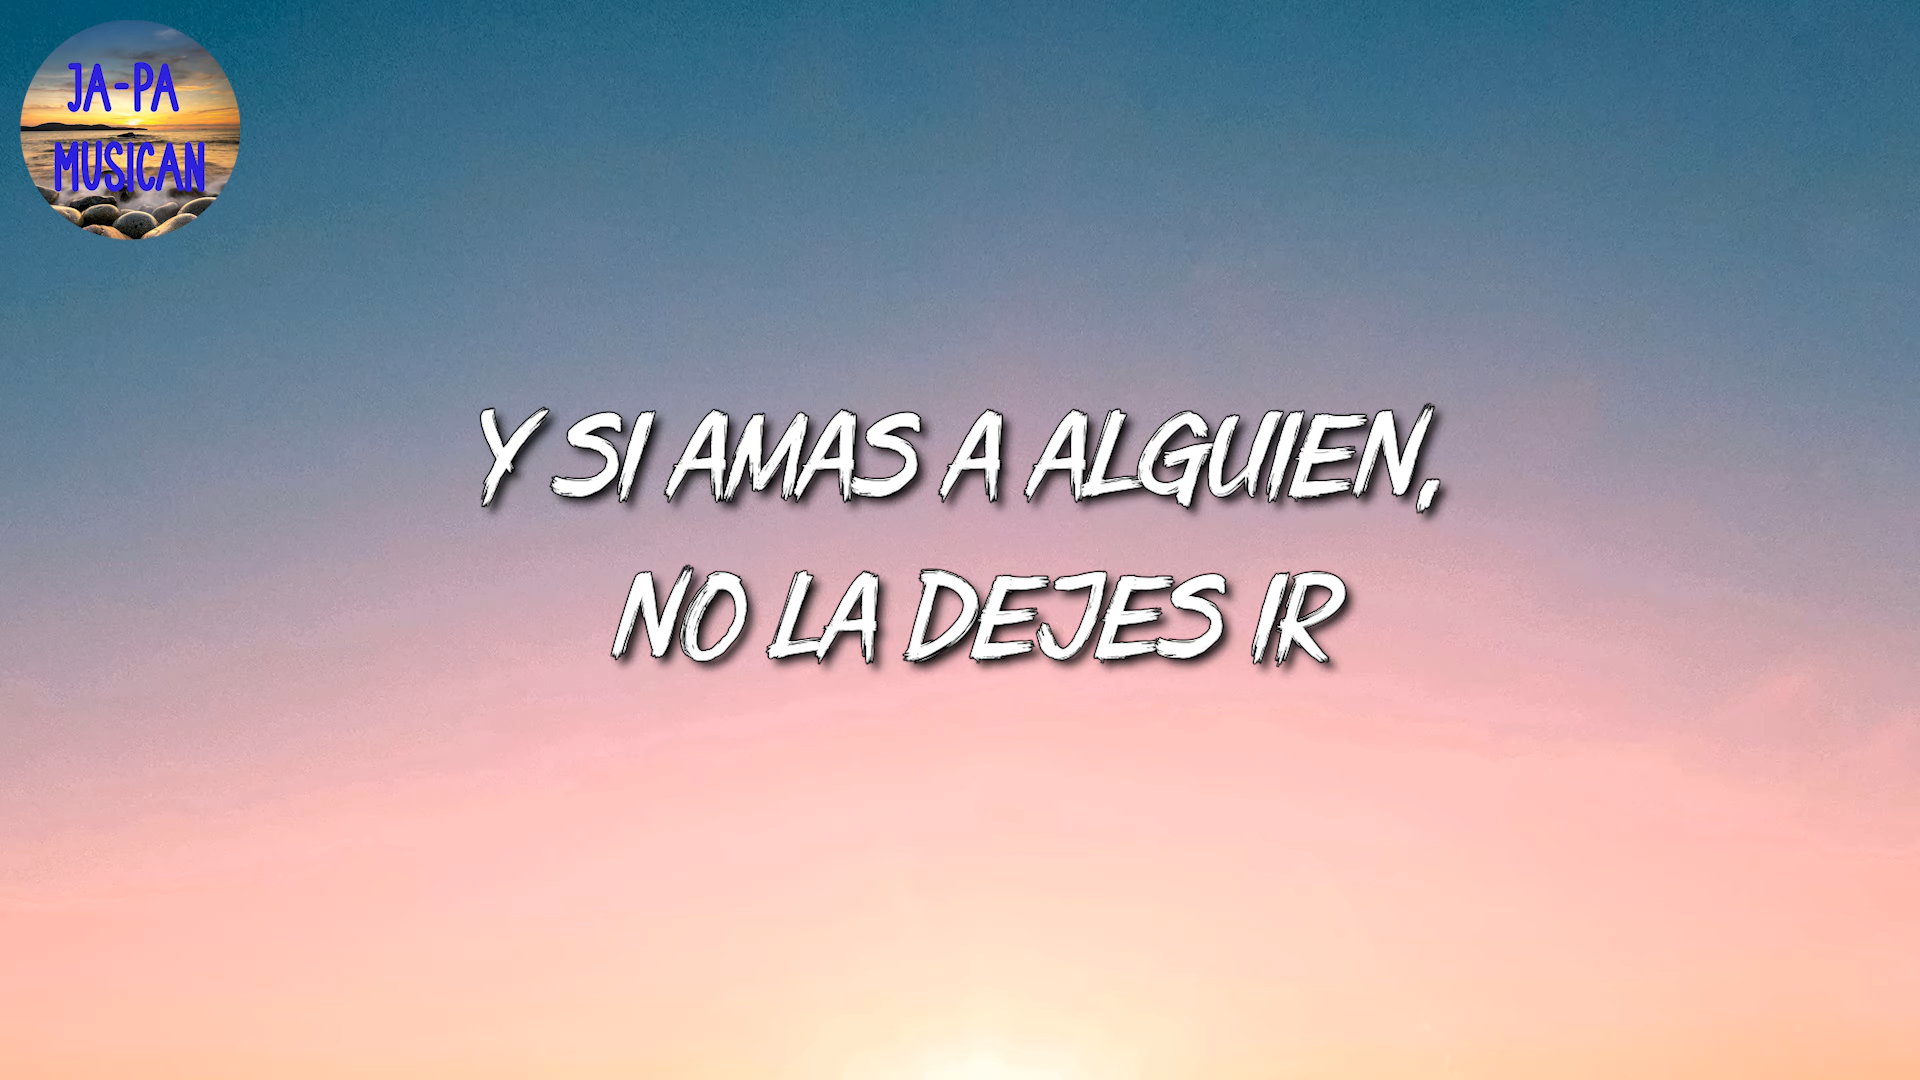 JA-PA
MUSICAN
Y SI AMAS A ALGUIEN,
NO LA DEJES IR